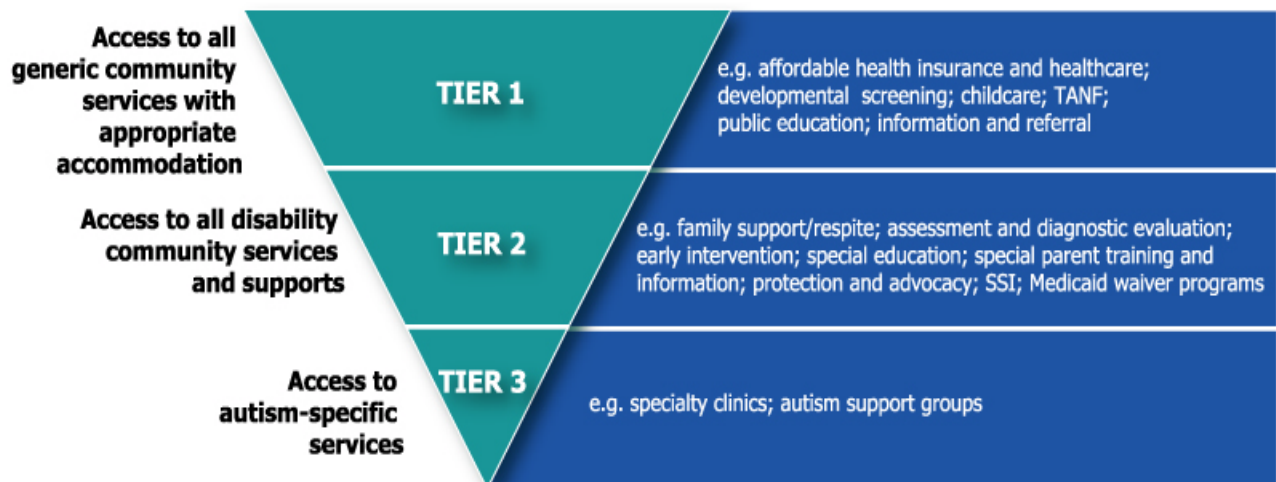 Access to all
generic community
services with
appropriate
accommodation
TIER 1
e.g. affordable health insurance and healthcare;
developmental screening; childcare; TANF;
public education; information and referral
Access to all disability
community services
and supports
TIER 2
e.g. family support/respite; assessment and diagnostic evaluation;
early intervention; special education; special parent training and
information; protection and advocacy; SSI; Medicaid waiver programs
Access to
autism-specific
services
TIER 3
e.g. specialty clinics; autism support groups